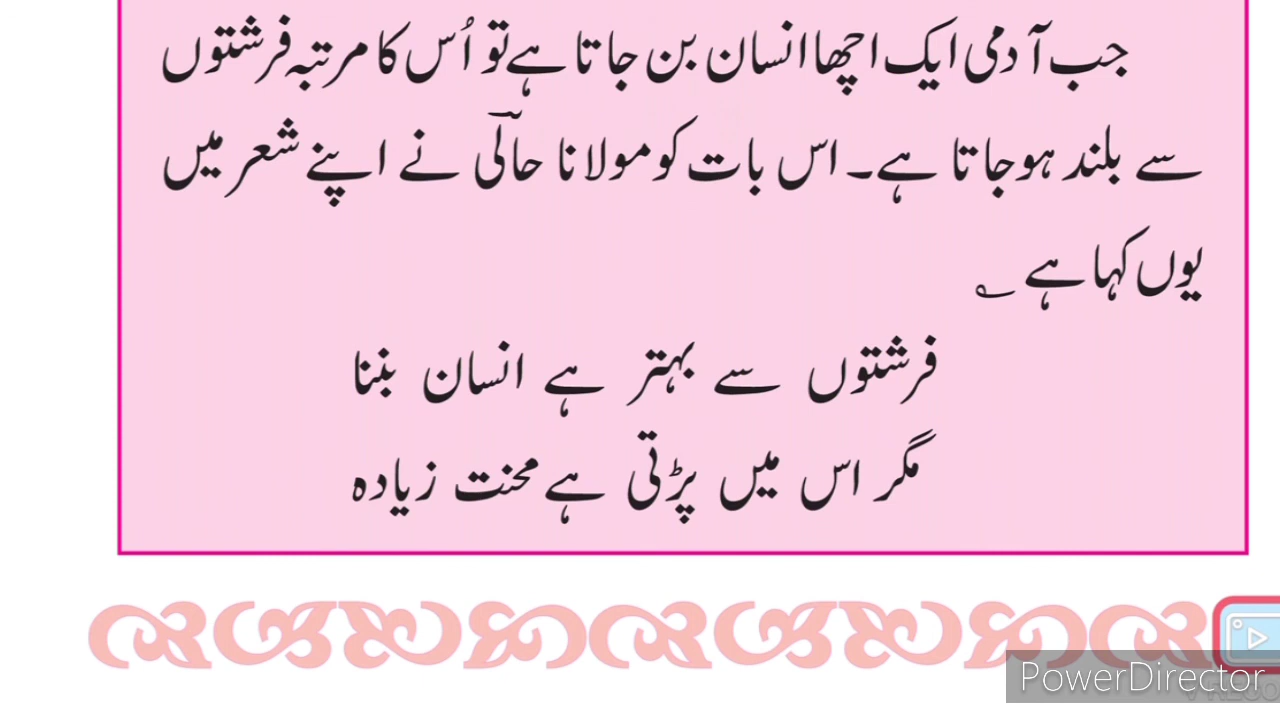 جب آدمی ایک اچھا انسان بن جاتا ہے تو اُس کا مرتبہ فرشتوں
سے بلند ہو جاتا ہے۔ اس بات کو مولانا حالؔی نے اپنے شعر میں
یوں کہا ہے ؎
فرشتوں سے بہتر ہے انسان بننا
مگر اس میں پڑتی ہے محنت زیادہ
PowerDirector